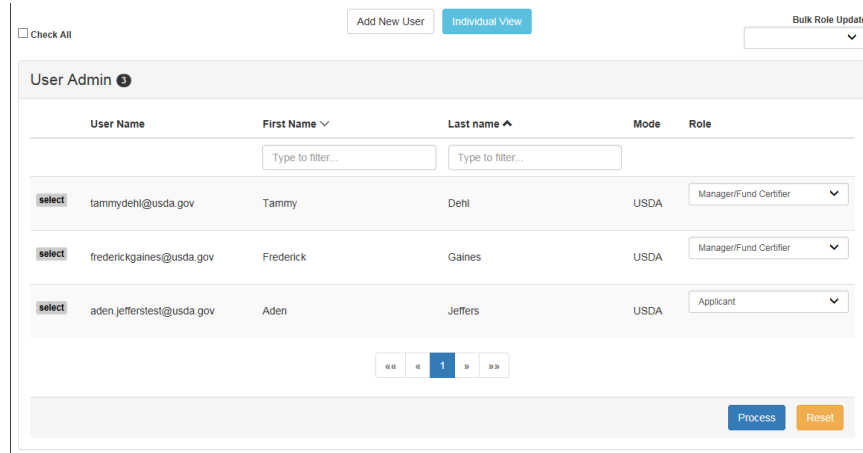 Add New User Individual View Bulk Role Update
Check All
User Admin 3
User Name First Name Last name Mode Role
Type to filter... Type to filter...
select tammydehl@usda.gov Tammy Dehl USDA Manager/Fund Certifier
select frederickgaines@usda.gov Frederick Gaines USDA Manager/Fund Certifier
select aden.jefferstest@usda.gov Aden Jeffers USDA Applicant
«« « 1 » »»
Process Reset